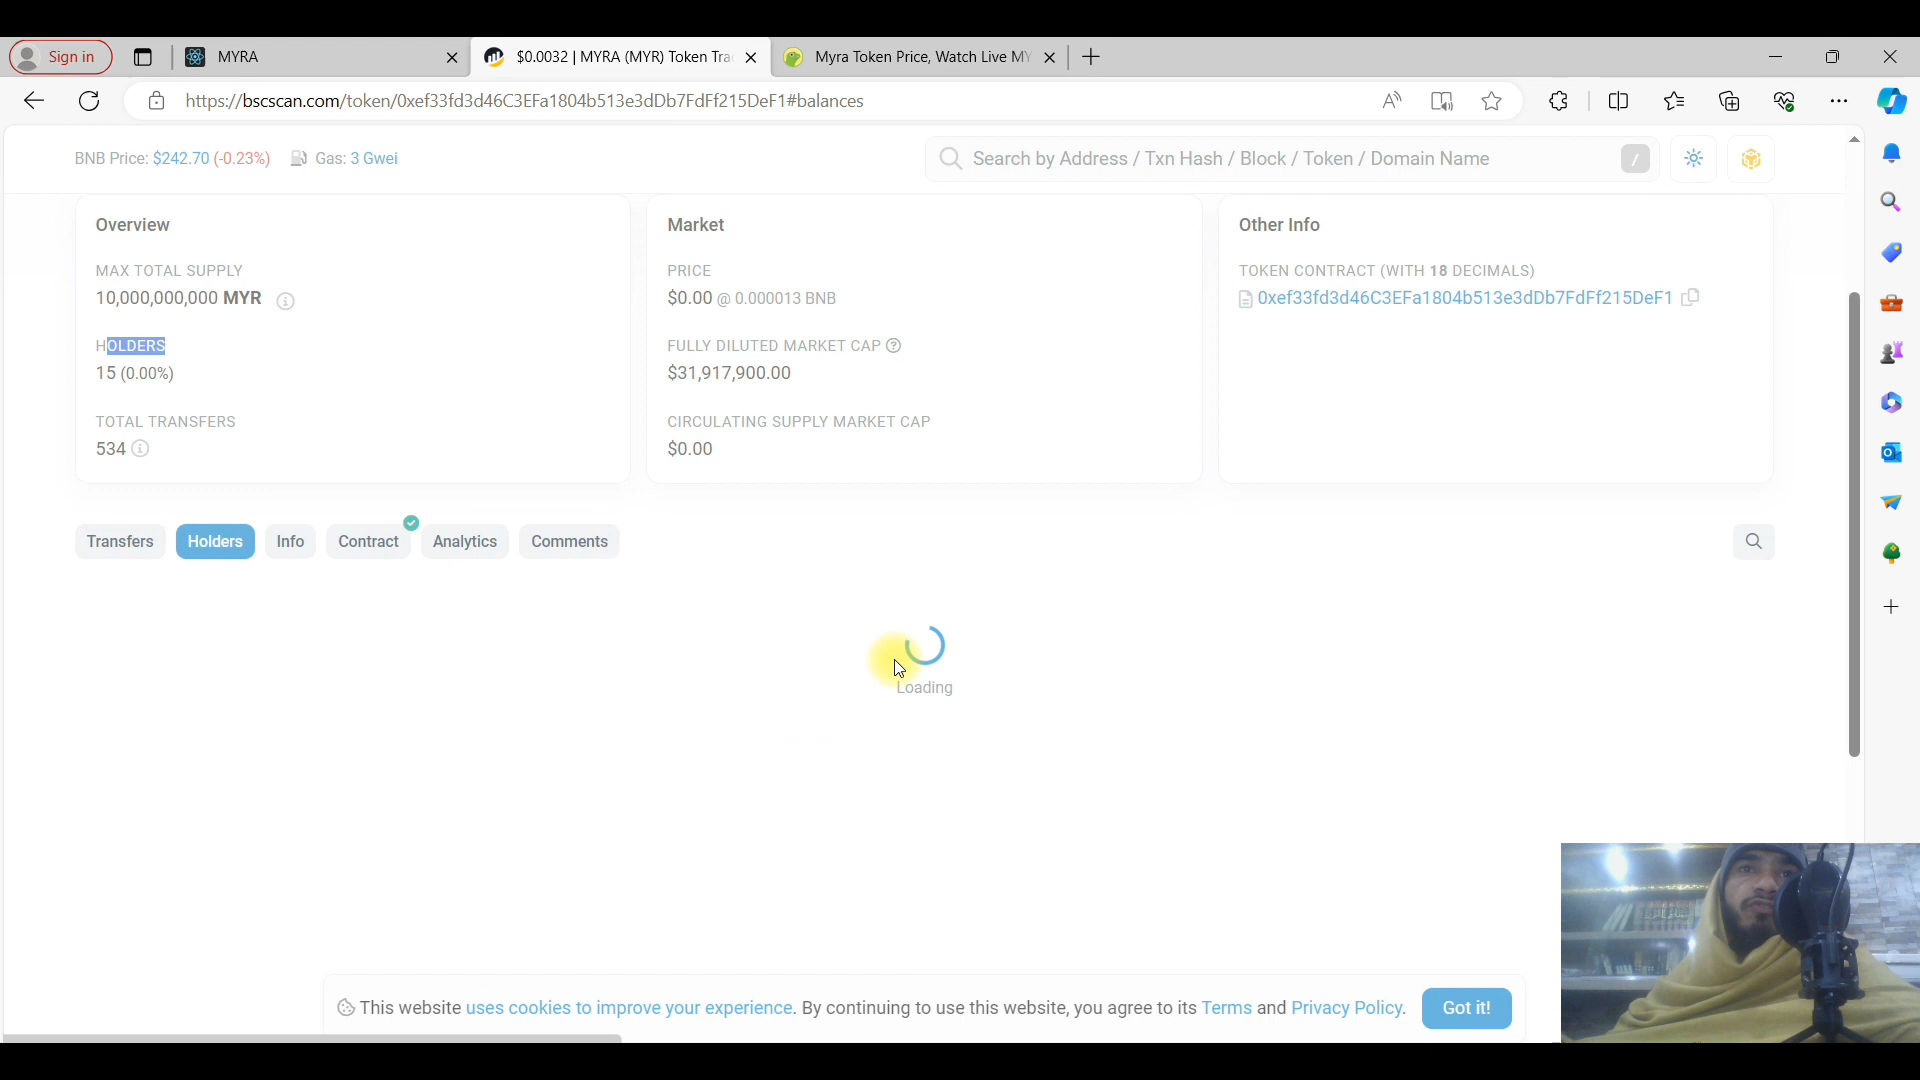 Sign in
MYRA
$0.0032 | MYRA (MYR) Token Tra
Myra Token Price, Watch Live MY
https://bscscan.com/token/0xef33fd3d46C3EFa1804b513e3dDb7FdFf215DeF1#balances
BNB Price: $242.70 (-0.23%) Gas: 3 Gwei
Search by Address / Txn Hash / Block / Token / Domain Name
/
Overview
MAX TOTAL SUPPLY
10,000,000,000 MYR
HOLDERS
15 (0.00%)
TOTAL TRANSFERS
534
Market
PRICE
$0.00 @ 0.000013 BNB
FULLY DILUTED MARKET CAP
$31,917,900.00
CIRCULATING SUPPLY MARKET CAP
$0.00
Other Info
TOKEN CONTRACT (WITH 18 DECIMALS)
0xef33fd3d46C3EFa1804b513e3dDb7FdFf215DeF1
Transfers
Holders
Info
Contract
Analytics
Comments
Loading
This website uses cookies to improve your experience. By continuing to use this website, you agree to its Terms and Privacy Policy.
Got it!